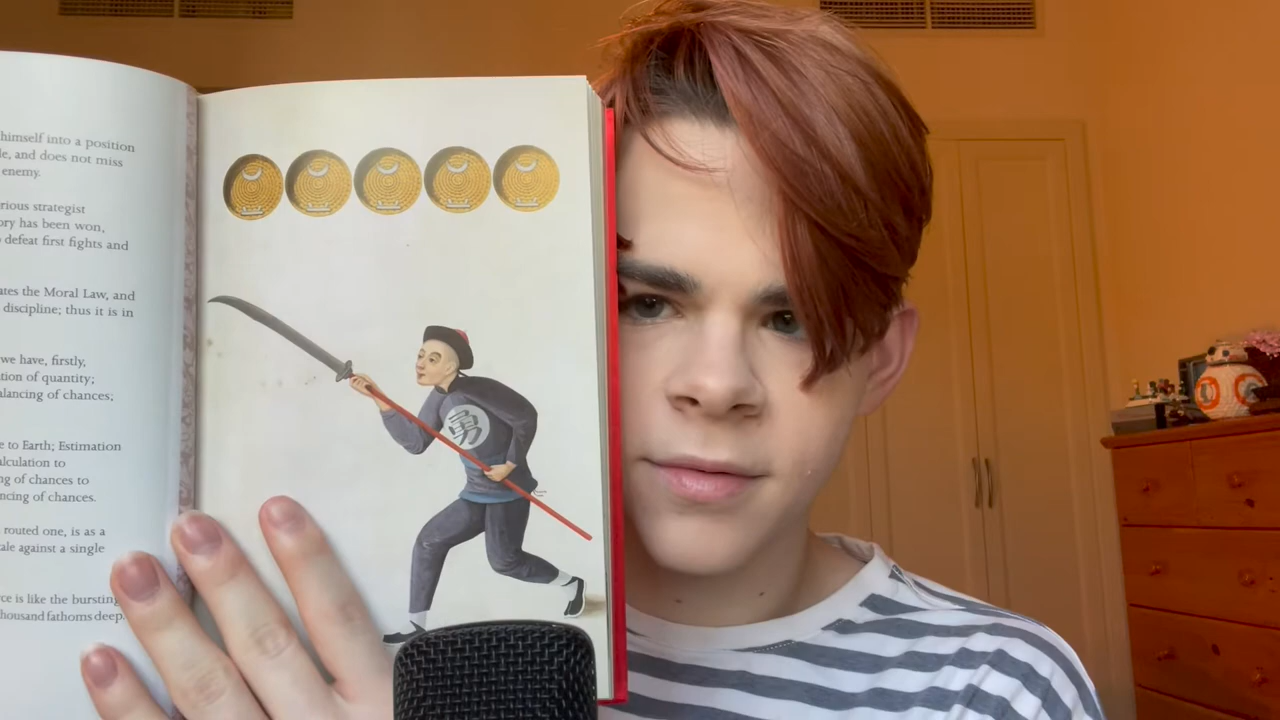 himself into a position
le, and does not miss
enemy.
rious strategist
ory has been won,
defeat first fights and
ates the Moral Law, and
discipline; thus it is in
we have, firstly,
tion of quantity;
alancing of chances;
e to Earth; Estimation
alculation to
ng of chances to
ncing of chances.
routed one, is as a
ale against a single
rce is like the bursting
housand fathoms deep.
勇